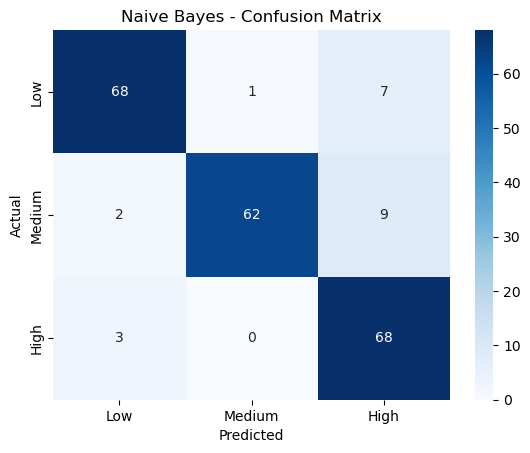 Naive Bayes - Confusion Matrix
Actual
Low
68
1
7
Medium
2
62
9
High
3
0
68
Low
Medium
High
Predicted
60
50
40
30
20
10
0